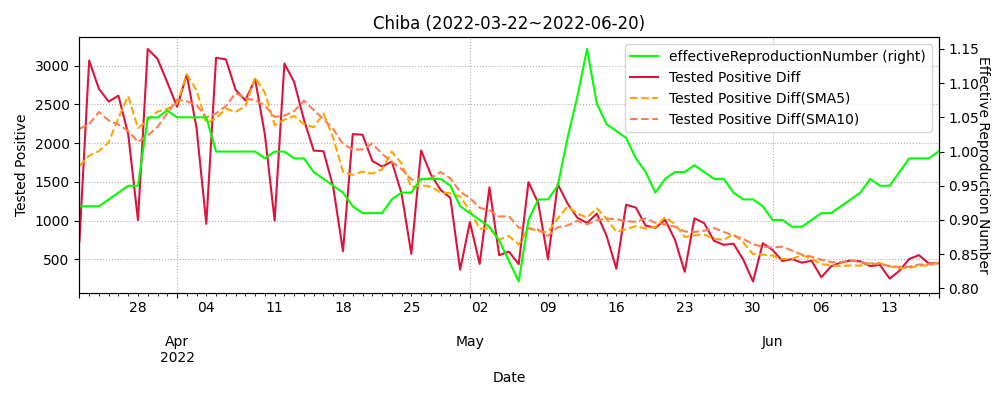 Chiba (2022-03-22~2022-06-20)
effectiveReproductionNumber (right)
Tested Positive Diff
Tested Positive Diff(SMA5)
Tested Positive Diff(SMA10)
Tested Positive
3000
2500
2000
1500
1000
500
1.15
1.10
1.05
1.00
0.95
0.90
0.85
0.80
Effective Reproduction Number
28 04 11 18 25 02 09 16 23 30 06 13
Apr May Jun
2022
Date